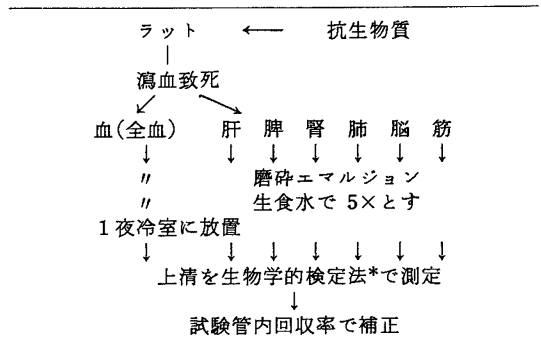 ラット ← 抗生物質
瀉血致死
血(全血) 肝 脾 腎 肺 脳 筋
〃 磨砕エマルジョン
〃 生食水で 5×とす
1夜冷室に放置
上清を生物学的検定法*で測定
試験管内回収率で補正